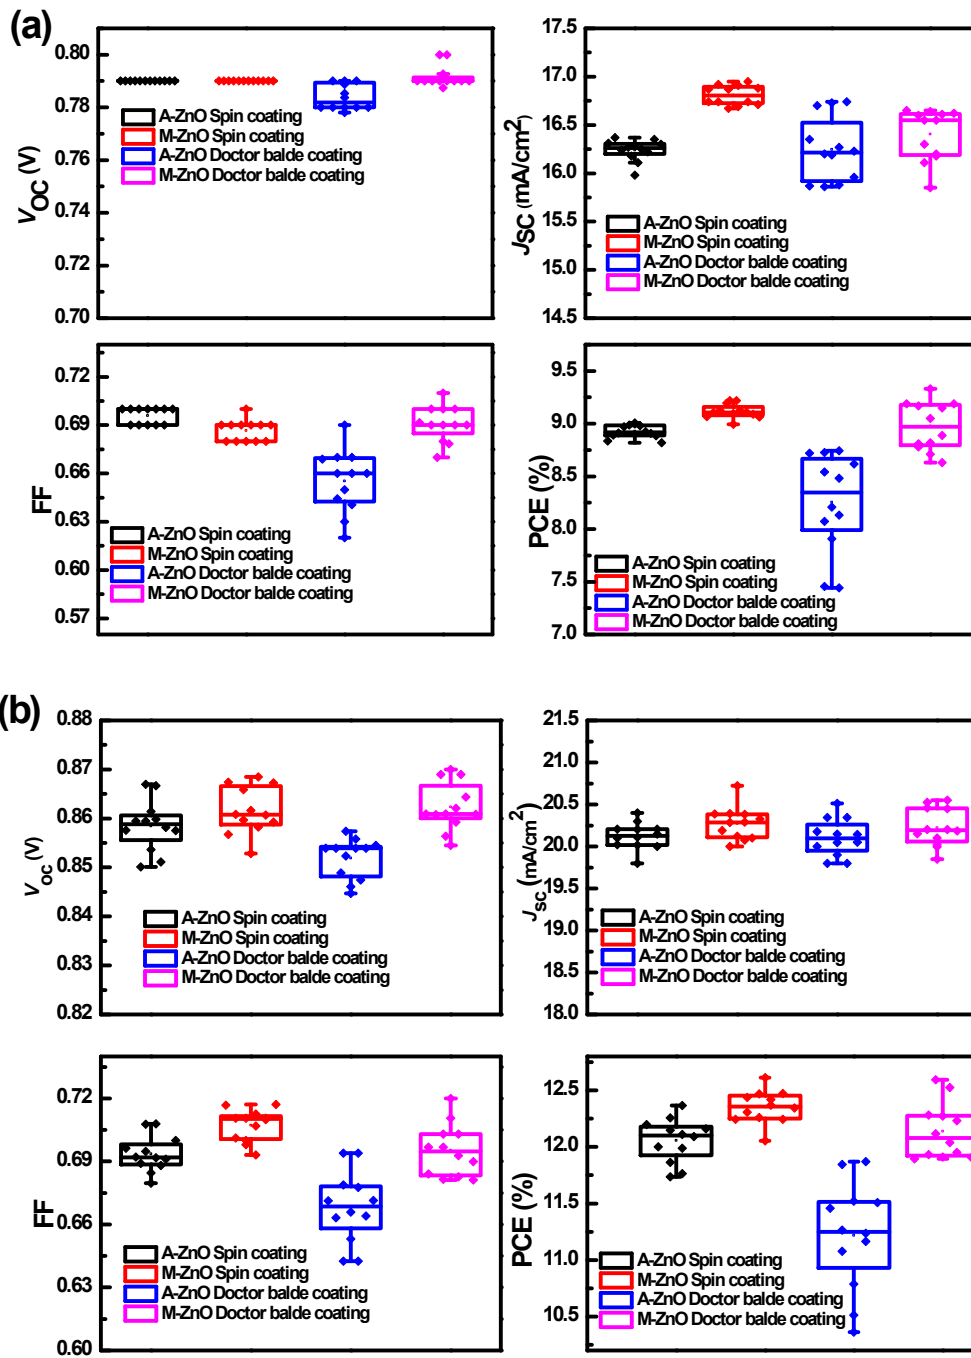 (a)
0.80
0.78
0.76
0.74
0.72
0.70
VOC (V)
A-ZnO Spin coating
M-ZnO Spin coating
A-ZnO Doctor balde coating
M-ZnO Doctor balde coating
17.5
17.0
16.5
16.0
15.5
15.0
14.5
JSC (mA/cm2)
A-ZnO Spin coating
M-ZnO Spin coating
A-ZnO Doctor balde coating
M-ZnO Doctor balde coating
0.72
0.69
0.66
0.63
0.60
0.57
FF
A-ZnO Spin coating
M-ZnO Spin coating
A-ZnO Doctor balde coating
M-ZnO Doctor balde coating
9.5
9.0
8.5
8.0
7.5
7.0
PCE (%)
A-ZnO Spin coating
M-ZnO Spin coating
A-ZnO Doctor balde coating
M-ZnO Doctor balde coating
(b)
0.88
0.87
0.86
0.85
0.84
0.83
0.82
Voc (V)
A-ZnO Spin coating
M-ZnO Spin coating
A-ZnO Doctor balde coating
M-ZnO Doctor balde coating
21.5
21.0
20.5
20.0
19.5
19.0
18.5
18.0
Jsc (mA/cm2)
A-ZnO Spin coating
M-ZnO Spin coating
A-ZnO Doctor balde coating
M-ZnO Doctor balde coating
0.72
0.69
0.66
0.63
0.60
FF
A-ZnO Spin coating
M-ZnO Spin coating
A-ZnO Doctor balde coating
M-ZnO Doctor balde coating
12.5
12.0
11.5
11.0
10.5
PCE (%)
A-ZnO Spin coating
M-ZnO Spin coating
A-ZnO Doctor balde coating
M-ZnO Doctor balde coating